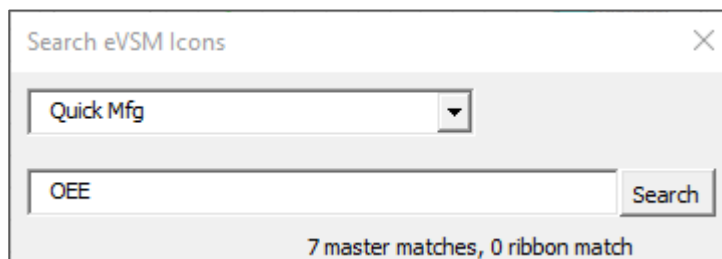 Search eVSM Icons
Quick Mfg
OEE
Search
7 master matches, 0 ribbon match